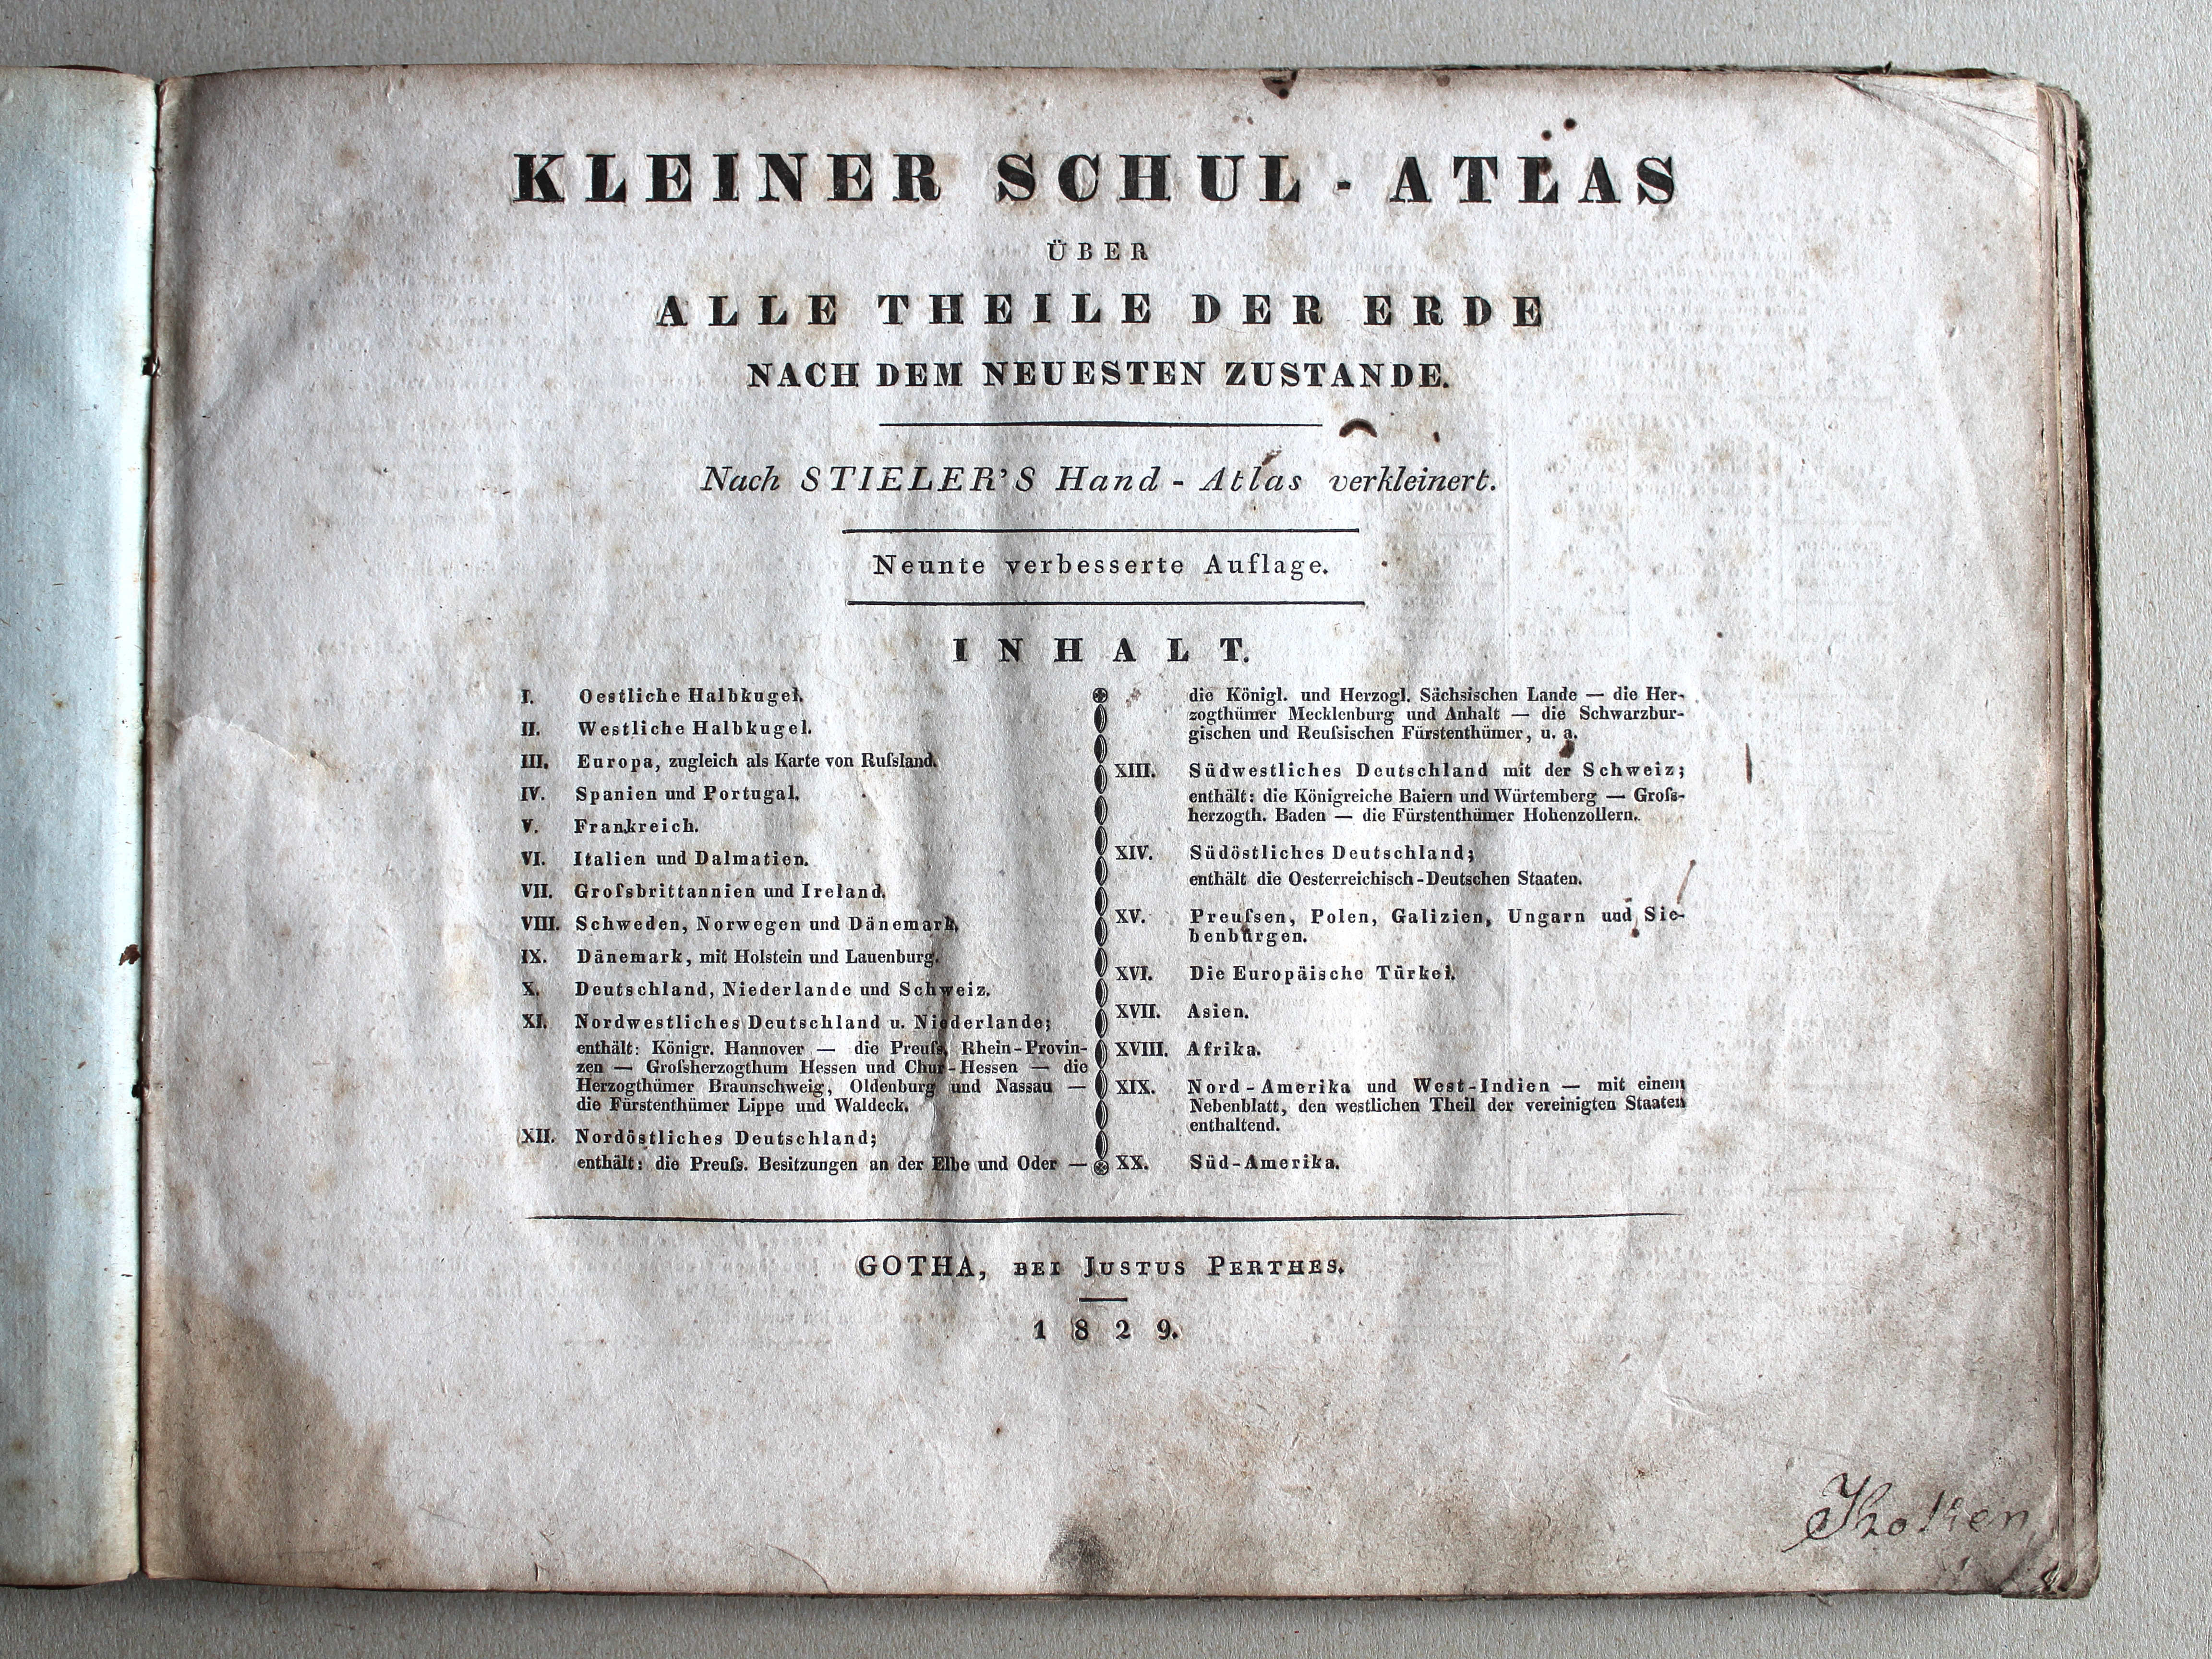 KLEINER SCHUL-ATLAS
ÜBER
ALLE THEILE DER ERDE
NACH DEM NEUESTEN ZUSTANDE.
Nach STIELER'S Hand-Atlas verkleinert.
Neunte verbesserte Auflage.
INHALT.
I. Oestliche Halbkugel.
II. Westliche Halbkugel.
III. Europa, zugleich als Karte von Ruſsland.
IV. Spanien und Portugal.
V. Frankreich.
VI. Italien und Dalmatien.
VII. Groſsbrittannien und Ireland.
VIII. Schweden, Norwegen und Dänemark.
IX. Dänemark, mit Holstein und Lauenburg.
X. Deutschland, Niederlande und Schweiz.
XI. Nordwestliches Deutschland u. Niederlande;
enthält: Königr. Hannover — die Preuſs. Rhein-Provin-
zen — Groſsherzogthum Hessen und Chur-Hessen — die
Herzogthümer Braunschweig, Oldenburg und Nassau —
die Fürstenthümer Lippe und Waldeck.
XII. Nordöstliches Deutschland;
enthält: die Preuſs. Besitzungen an der Elbe und Oder —
die Königl. und Herzogl. Sächsischen Lande — die Her-
zogthümer Mecklenburg und Anhalt — die Schwarzbur-
gischen und Reuſsischen Fürstenthümer, u. a.
XIII. Südwestliches Deutschland mit der Schweiz;
enthält: die Königreiche Baiern und Würtemberg — Groſs-
herzogth. Baden — die Fürstenthümer Hohenzollern.
XIV. Südöstliches Deutschland;
enthält die Oesterreichisch-Deutschen Staaten.
XV. Preuſsen, Polen, Galizien, Ungarn und Sie-
benbürgen.
XVI. Die Europäische Türkei.
XVII. Asien.
XVIII. Afrika.
XIX. Nord-Amerika und West-Indien — mit einem
Nebenblatt, den westlichen Theil der vereinigten Staaten
enthaltend.
XX. Süd-Amerika.
GOTHA, BEI JUSTUS PERTHES.
1829.